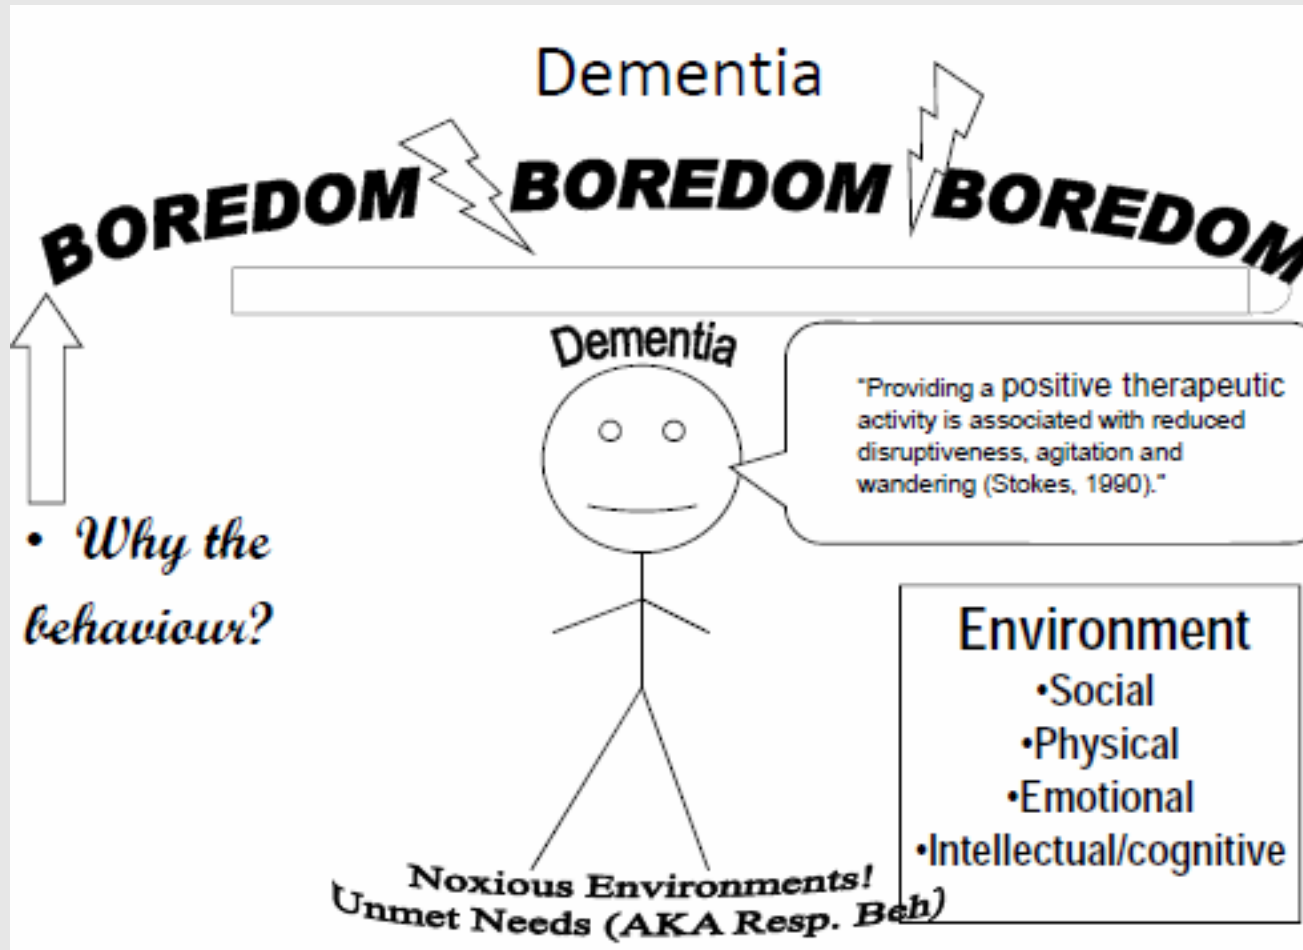 Dementia
BOREDOM BOREDOM BOREDOM
Dementia
"Providing a positive therapeutic
activity is associated with reduced
disruptiveness, agitation and
wandering (Stokes, 1990)."
• Why the
behaviour?
Environment
•Social
•Physical
•Emotional
•Intellectual/cognitive
Noxious Environments!
Unmet Needs (AKA Resp. Beh)